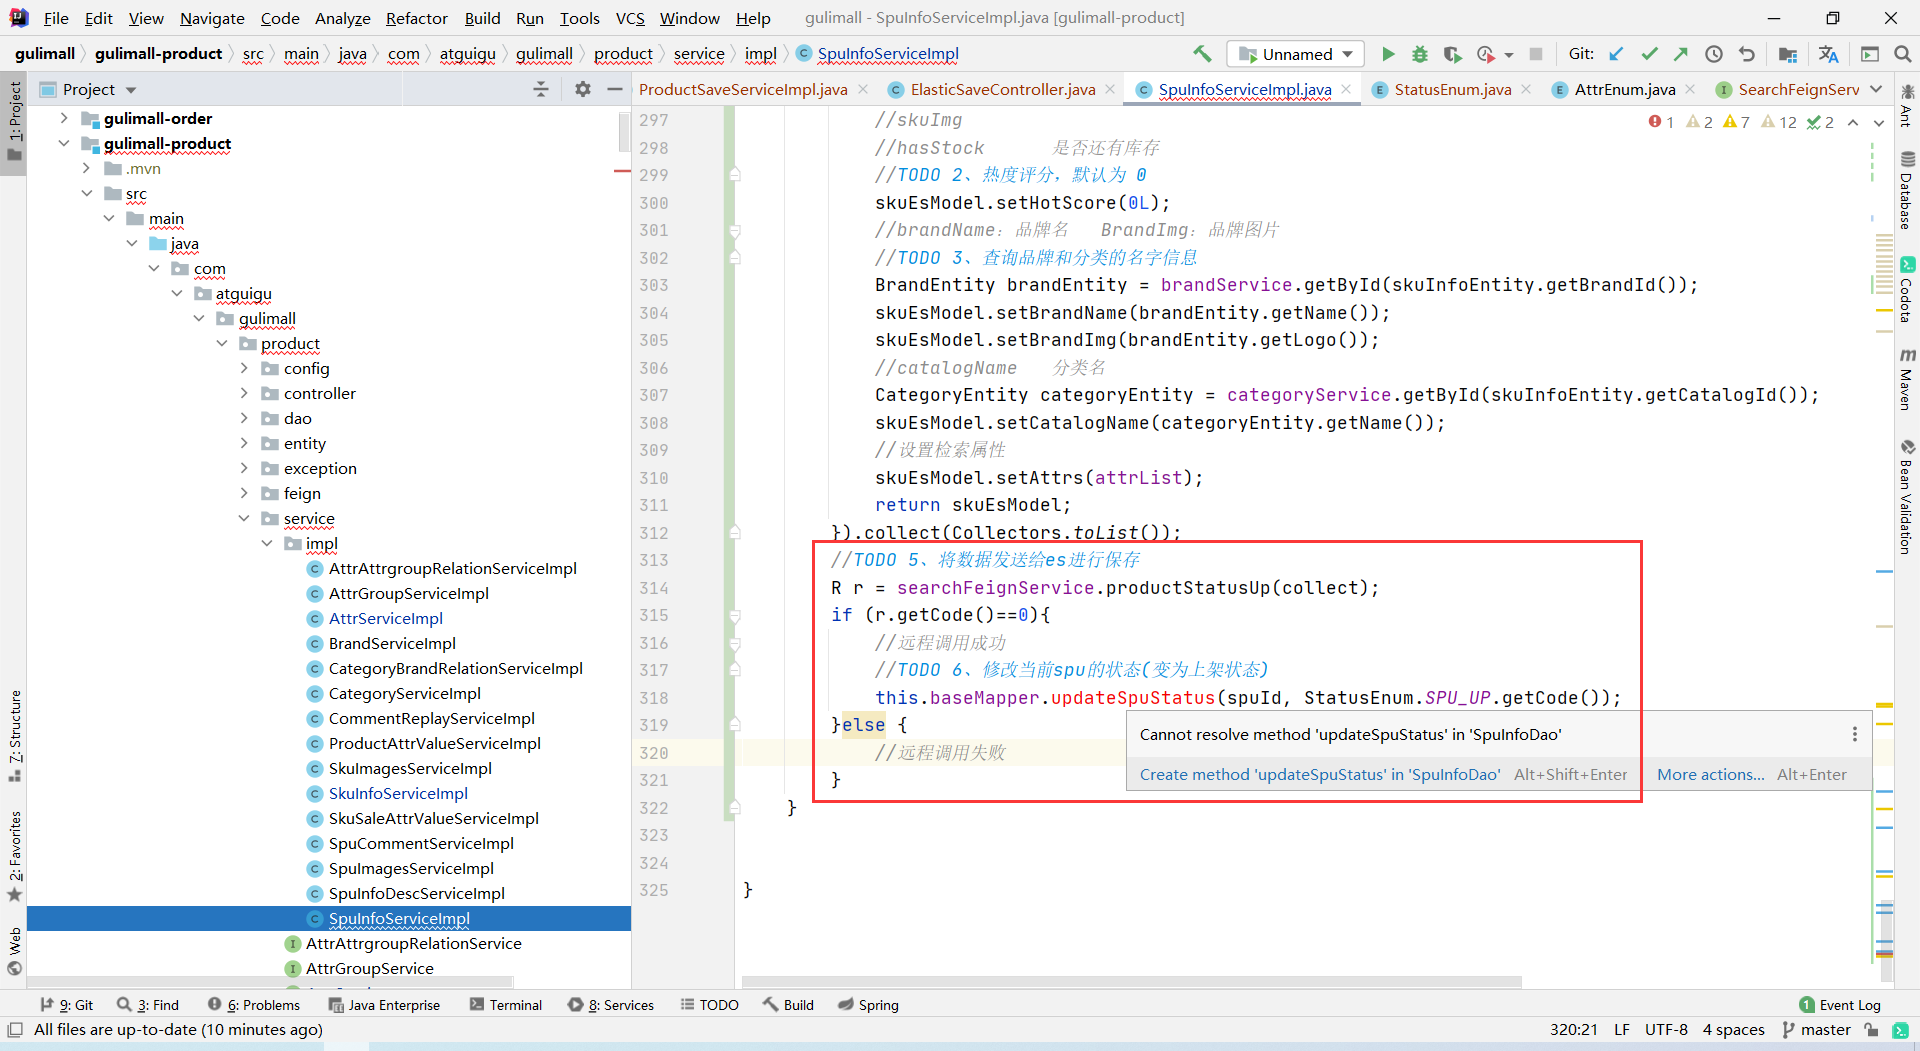 File Edit View Navigate Code Analyze Refactor Build Run Tools VCS Window Help gulimall - SpuInfoServiceImpl.java [gulimall-product]
gulimall gulimall-product src main java com atguigu gulimall product service impl SpuInfoServiceImpl Unnamed Git:
Project
ProductSaveServiceImpl.java ElasticSaveController.java SpuInfoServiceImpl.java StatusEnum.java AttrEnum.java SearchFeignServ
1: Project
7: Structure
2: Favorites
Web
gulimall-order
gulimall-product
.mvn
src
main
java
com
atguigu
gulimall
product
config
controller
dao
entity
exception
feign
service
impl
AttrAttrgroupRelationServiceImpl
AttrGroupServiceImpl
AttrServiceImpl
BrandServiceImpl
CategoryBrandRelationServiceImpl
CategoryServiceImpl
CommentReplayServiceImpl
ProductAttrValueServiceImpl
SkuImagesServiceImpl
SkuInfoServiceImpl
SkuSaleAttrValueServiceImpl
SpuCommentServiceImpl
SpuImagesServiceImpl
SpuInfoDescServiceImpl
SpuInfoServiceImpl
AttrAttrgroupRelationService
AttrGroupService
1 2 7 12 2
297 //skuImg
298 //hasStock 是否还有库存
299 //TODO 2、热度评分，默认为 0
300 skuEsModel.setHotScore(0L);
301 //brandName：品牌名 BrandImg：品牌图片
302 //TODO 3、查询品牌和分类的名字信息
303 BrandEntity brandEntity = brandService.getById(skuInfoEntity.getBrandId());
304 skuEsModel.setBrandName(brandEntity.getName());
305 skuEsModel.setBrandImg(brandEntity.getLogo());
306 //catalogName 分类名
307 CategoryEntity categoryEntity = categoryService.getById(skuInfoEntity.getCatalogId());
308 skuEsModel.setCatalogName(categoryEntity.getName());
309 //设置检索属性
310 skuEsModel.setAttrs(attrList);
311 return skuEsModel;
312 }).collect(Collectors.toList());
313 //TODO 5、将数据发送给es进行保存
314 R r = searchFeignService.productStatusUp(collect);
315 if (r.getCode()==0){
316 //远程调用成功
317 //TODO 6、修改当前spu的状态(变为上架状态)
318 this.baseMapper.updateSpuStatus(spuId, StatusEnum.SPU_UP.getCode());
319 }else {
320 //远程调用失败
321 }
322 }
323
324
325 }
Cannot resolve method 'updateSpuStatus' in 'SpuInfoDao'
Create method 'updateSpuStatus' in 'SpuInfoDao' Alt+Shift+Enter More actions... Alt+Enter
Ant
Database
Codota
Maven
Bean Validation
9: Git 3: Find 6: Problems Java Enterprise Terminal 8: Services TODO Build Spring 1 Event Log
All files are up-to-date (10 minutes ago) 320:21 LF UTF-8 4 spaces master